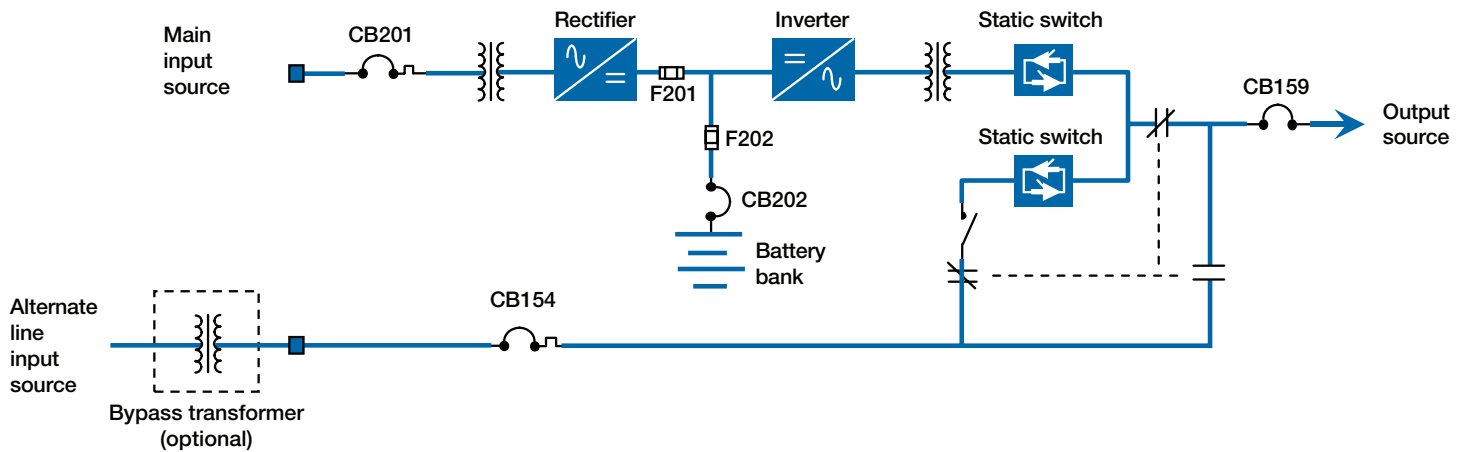 Main
input
source
CB201
Rectifier
F201
F202
CB202
Battery
bank
Inverter
Static switch
Static switch
CB159
Output
source
Alternate
line
input
source
Bypass transformer
(optional)
CB154